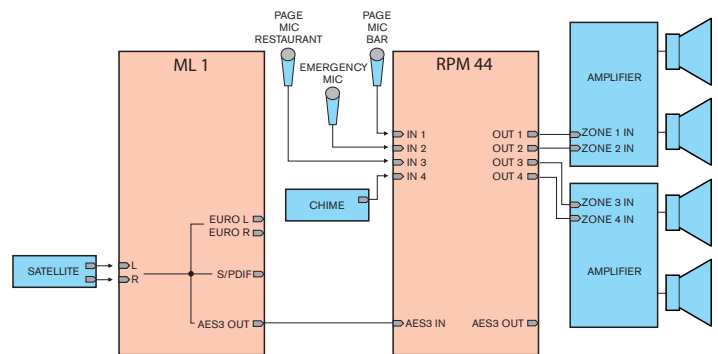 PAGE
MIC
RESTAURANT
PAGE
MIC
BAR
EMERGENCY
MIC
ML 1
RPM 44
AMPLIFIER
IN 1
IN 2
IN 3
IN 4
OUT 1
OUT 2
OUT 3
OUT 4
ZONE 1 IN
ZONE 2 IN
CHIME
ZONE 3 IN
ZONE 4 IN
EURO L
EURO R
SATELLITE
L
R
S/PDIF
AMPLIFIER
AES3 OUT
AES3 IN
AES3 OUT